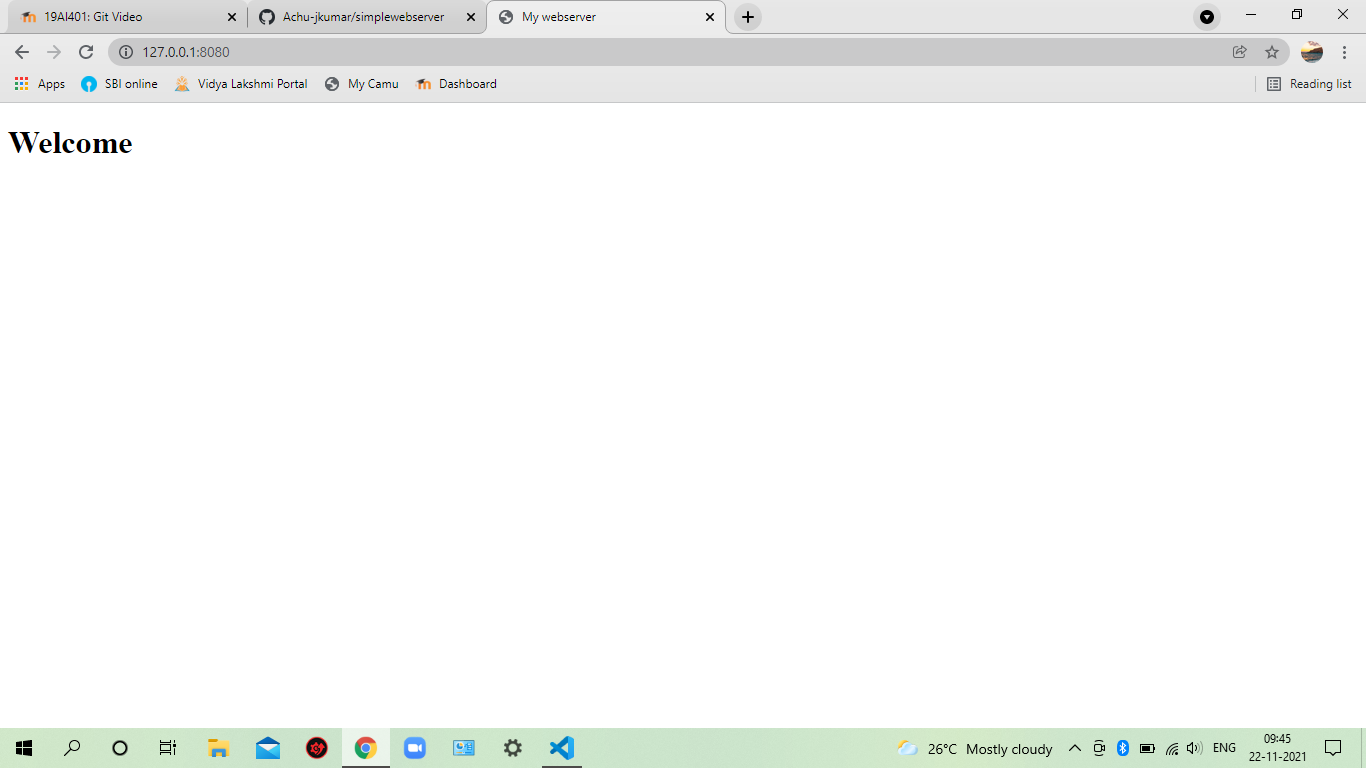 19AI401: Git Video
Achu-jkumar/simplewebserver
My webserver
127.0.0.1:8080
Apps
SBI online
Vidya Lakshmi Portal
My Camu
Dashboard
Reading list
Welcome
26°C Mostly cloudy
ENG
09:45
22-11-2021